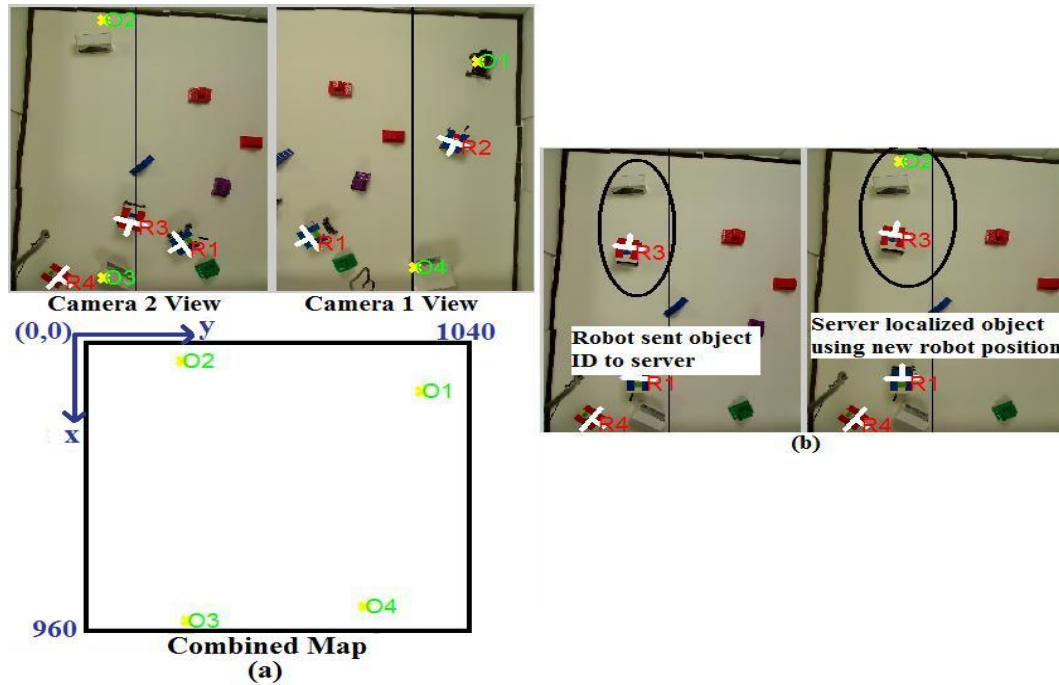 O2
O1
R2
R3
R1
R1
R4
O3
O4
Camera 2 View
Camera 1 View
(0,0)
y
1040
x
O2
O1
O4
O3
960
Combined Map
(a)
O2
R3
R3
Robot sent object
ID to server
Server localized object
using new robot position
R1
R1
R4
R4
(b)